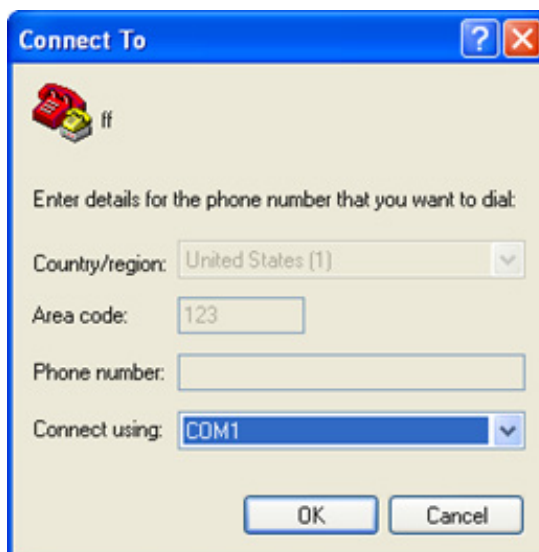 Connect To
ff
Enter details for the phone number that you want to dial:
Country/region: United States (1)
Area code: 123
Phone number:
Connect using: COM1
OK Cancel